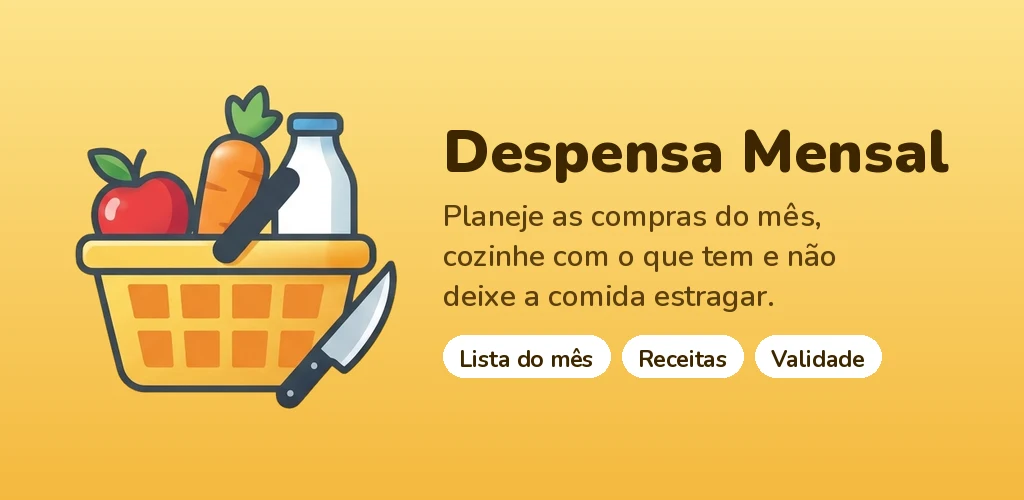 Despensa Mensal
Planeje as compras do mês,
cozinhe com o que tem e não
deixe a comida estragar.
Lista do mês Receitas Validade